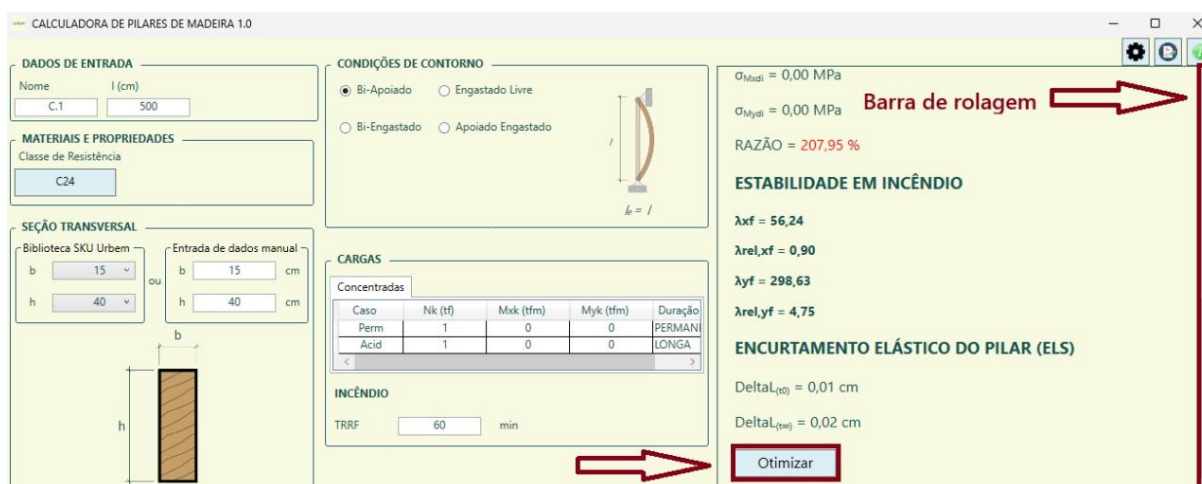 CALCULADORA DE PILARES DE MADEIRA 1.0
DADOS DE ENTRADA
Nome l (cm)
C.1 500
MATERIAIS E PROPRIEDADES
Classe de Resistência
C24
SEÇÃO TRANSVERSAL
Biblioteca SKU Urbem
b 15
h 40
ou
Entrada de dados manual
b 15 cm
h 40 cm
b
h
CONDIÇÕES DE CONTORNO
Bi-Apoiado Engastado Livre
Bi-Engastado Apoiado Engastado
l
le = l
CARGAS
Concentradas
Caso Nk (tf) Mxk (tfm) Myk (tfm) Duração
Perm 1 0 0 PERMANI
Acid 1 0 0 LONGA
INCÊNDIO
TRRF 60 min
σMxdi = 0,00 MPa
σMydi = 0,00 MPa
Barra de rolagem
RAZÃO = 207,95 %
ESTABILIDADE EM INCÊNDIO
λxf = 56,24
λrel,xf = 0,90
λyf = 298,63
λrel,yf = 4,75
ENCURTAMENTO ELÁSTICO DO PILAR (ELS)
DeltaL(t0) = 0,01 cm
DeltaL(t∞) = 0,02 cm
Otimizar